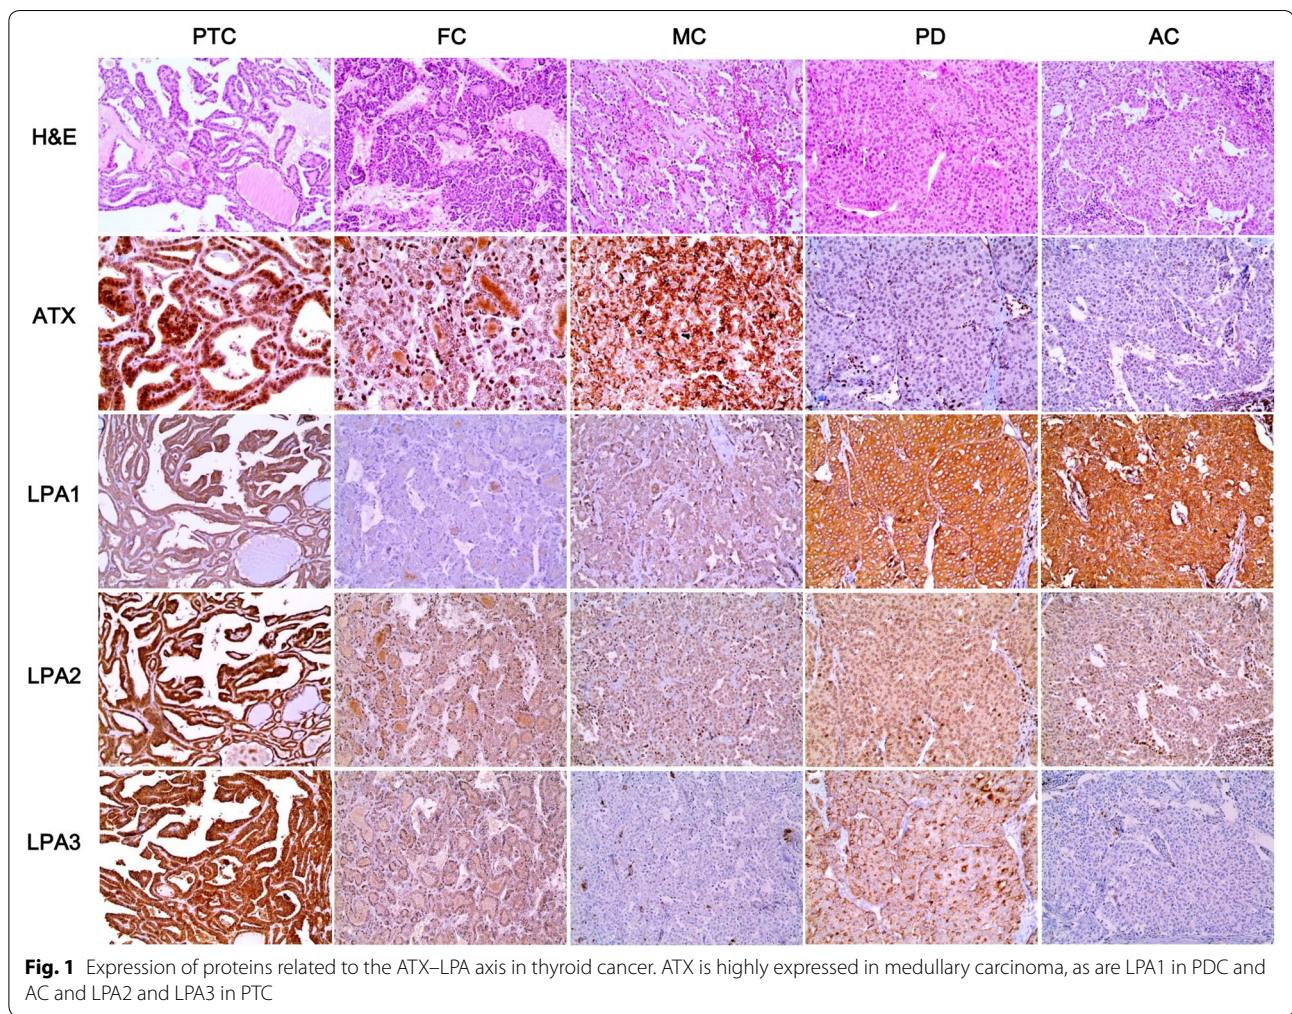 PTC FC MC PD AC
H&E
ATX
LPA1
LPA2
LPA3
Fig. 1 Expression of proteins related to the ATX–LPA axis in thyroid cancer. ATX is highly expressed in medullary carcinoma, as are LPA1 in PDC and
AC and LPA2 and LPA3 in PTC